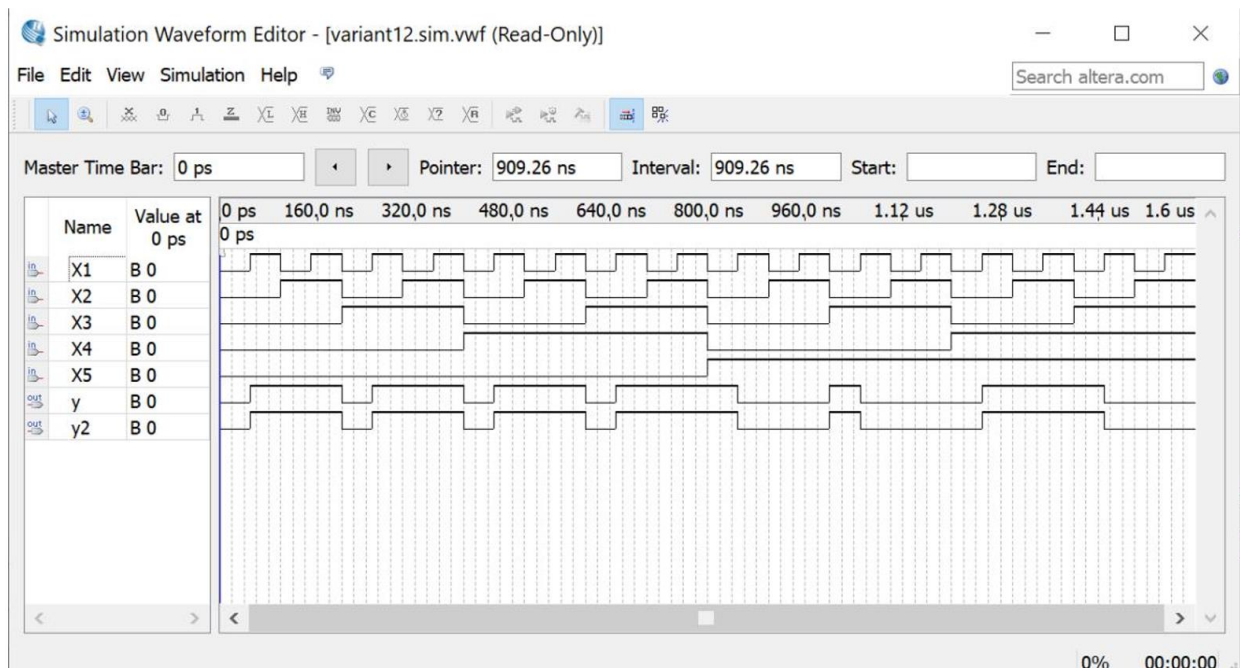 Simulation Waveform Editor - [variant12.sim.vwf (Read-Only)]
File Edit View Simulation Help
Search altera.com
Master Time Bar: 0 ps
Pointer: 909.26 ns
Interval: 909.26 ns
Start:
End:
Name
Value at
0 ps
0 ps 160,0 ns 320,0 ns 480,0 ns 640,0 ns 800,0 ns 960,0 ns 1.12 us 1.28 us 1.44 us 1.6 us
0 ps
X1 B 0
X2 B 0
X3 B 0
X4 B 0
X5 B 0
y B 0
y2 B 0
0% 00:00:00